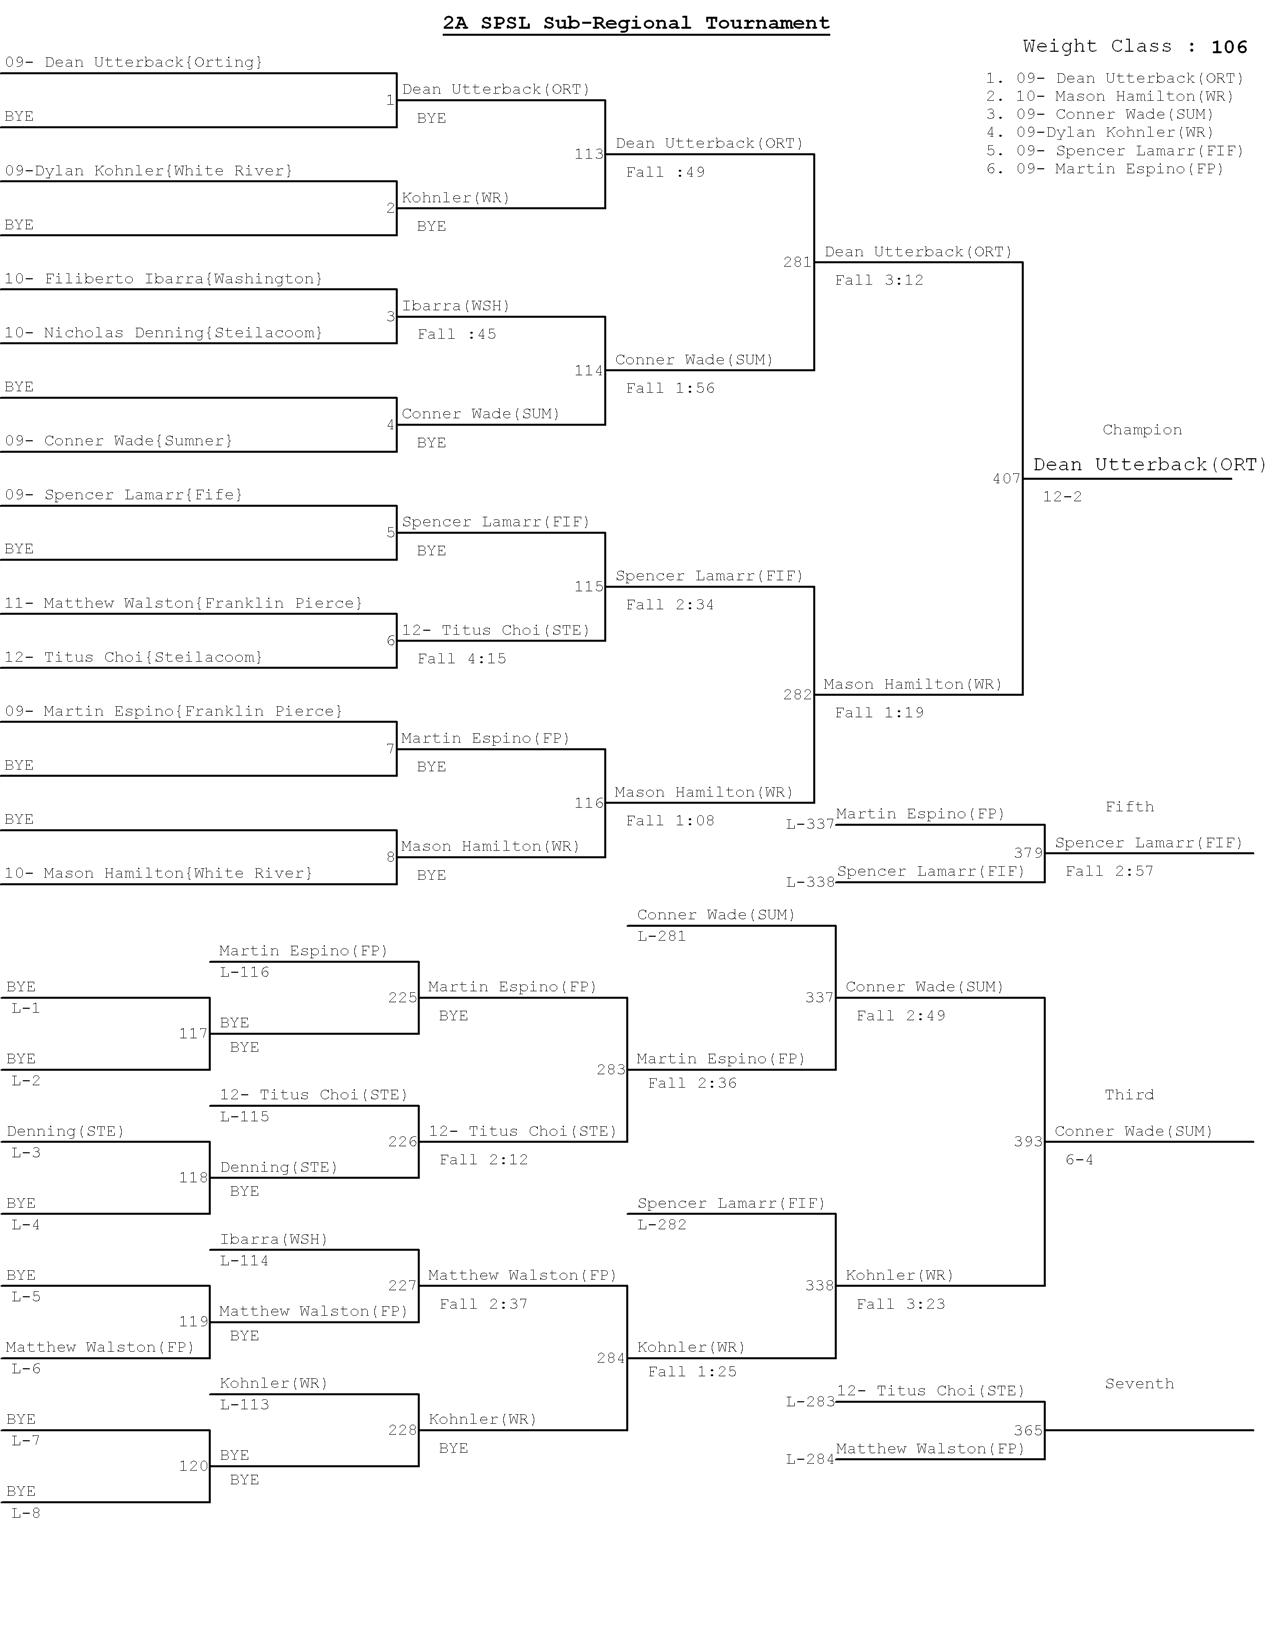 2A SPSL Sub-Regional Tournament
Weight Class : 106
1. 09- Dean Utterback(ORT)
2. 10- Mason Hamilton(WR)
3. 09- Conner Wade(SUM)
4. 09-Dylan Kohnler(WR)
5. 09- Spencer Lamarr(FIF)
6. 09- Martin Espino(FP)
09- Dean Utterback{Orting}
1
Dean Utterback(ORT)
BYE
BYE
113
Dean Utterback(ORT)
Fall :49
09-Dylan Kohnler{White River}
2
Kohnler(WR)
BYE
BYE
281
Dean Utterback(ORT)
Fall 3:12
10- Filiberto Ibarra{Washington}
3
Ibarra(WSH)
Fall :45
10- Nicholas Denning{Steilacoom}
114
Conner Wade(SUM)
Fall 1:56
BYE
4
Conner Wade(SUM)
BYE
09- Conner Wade{Sumner}
Champion
407
Dean Utterback(ORT)
12-2
09- Spencer Lamarr{Fife}
5
Spencer Lamarr(FIF)
BYE
BYE
115
Spencer Lamarr(FIF)
Fall 2:34
11- Matthew Walston{Franklin Pierce}
6
12- Titus Choi(STE)
Fall 4:15
12- Titus Choi{Steilacoom}
282
Mason Hamilton(WR)
Fall 1:19
09- Martin Espino{Franklin Pierce}
7
Martin Espino(FP)
BYE
BYE
116
Mason Hamilton(WR)
Fall 1:08
BYE
8
Mason Hamilton(WR)
BYE
10- Mason Hamilton{White River}
Fifth
L-337
Martin Espino(FP)
379
Spencer Lamarr(FIF)
Fall 2:57
L-338
Spencer Lamarr(FIF)
Conner Wade(SUM)
L-281
Martin Espino(FP)
L-116
BYE
L-1
225
Martin Espino(FP)
BYE
337
Conner Wade(SUM)
Fall 2:49
117
BYE
BYE
BYE
L-2
283
Martin Espino(FP)
Fall 2:36
12- Titus Choi(STE)
L-115
Third
Denning(STE)
L-3
226
12- Titus Choi(STE)
Fall 2:12
393
Conner Wade(SUM)
6-4
118
Denning(STE)
BYE
BYE
L-4
Spencer Lamarr(FIF)
L-282
Ibarra(WSH)
L-114
BYE
L-5
227
Matthew Walston(FP)
Fall 2:37
338
Kohnler(WR)
Fall 3:23
119
Matthew Walston(FP)
BYE
Matthew Walston(FP)
L-6
284
Kohnler(WR)
Fall 1:25
Kohnler(WR)
L-113
Seventh
L-283
12- Titus Choi(STE)
BYE
L-7
228
Kohnler(WR)
BYE
365
L-284
Matthew Walston(FP)
120
BYE
BYE
BYE
L-8